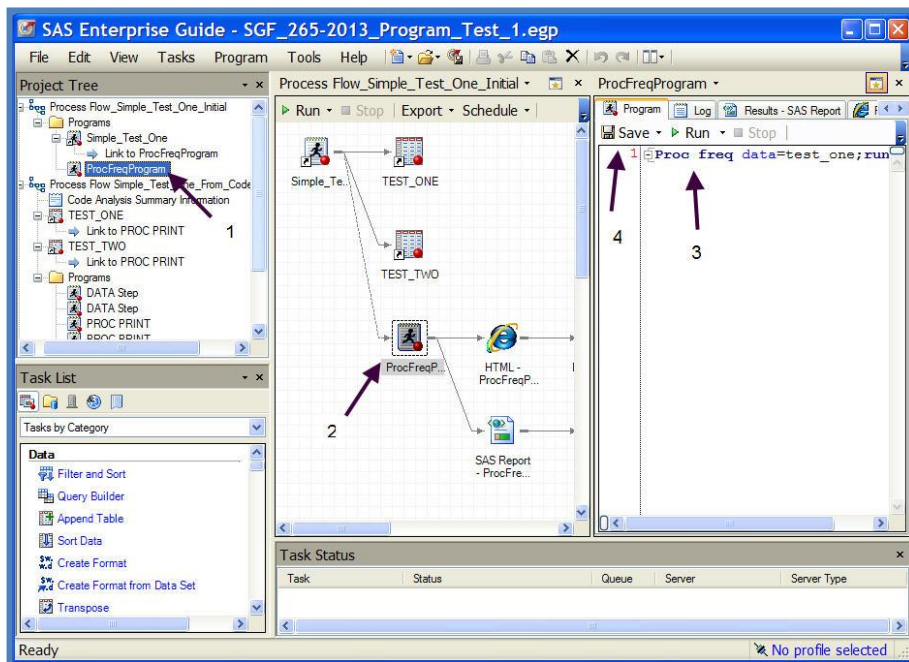 SAS Enterprise Guide - SGF_265-2013_Program_Test_1.egp
File Edit View Tasks Program Tools Help
Project Tree
Process Flow_Simple_Test_One_Initial
Programs
Simple_Test_One
Link to ProcFreqProgram
ProcFreqProgram
Process Flow Simple_Test_One_From_Code
Code Analysis Summary Information
TEST_ONE
Link to PROC PRINT
TEST_TWO
Link to PROC PRINT
Programs
DATA Step
DATA Step
PROC PRINT
PROC PRINT
1
Task List
Tasks by Category
Data
Filter and Sort
Query Builder
Append Table
Sort Data
Create Format
Create Format from Data Set
Transpose
Process Flow_Simple_Test_One_Initial
Run Stop Export Schedule
Simple_Te...
TEST_ONE
TEST_TWO
ProcFreqP...
HTML -
ProcFreqP...
SAS Report
- ProcFre...
2
ProcFreqProgram
Program Log Results - SAS Report
Save Run Stop
1 Proc freq data=test_one;run
4
3
Task Status
Task Status Queue Server Server Type
Ready
No profile selected